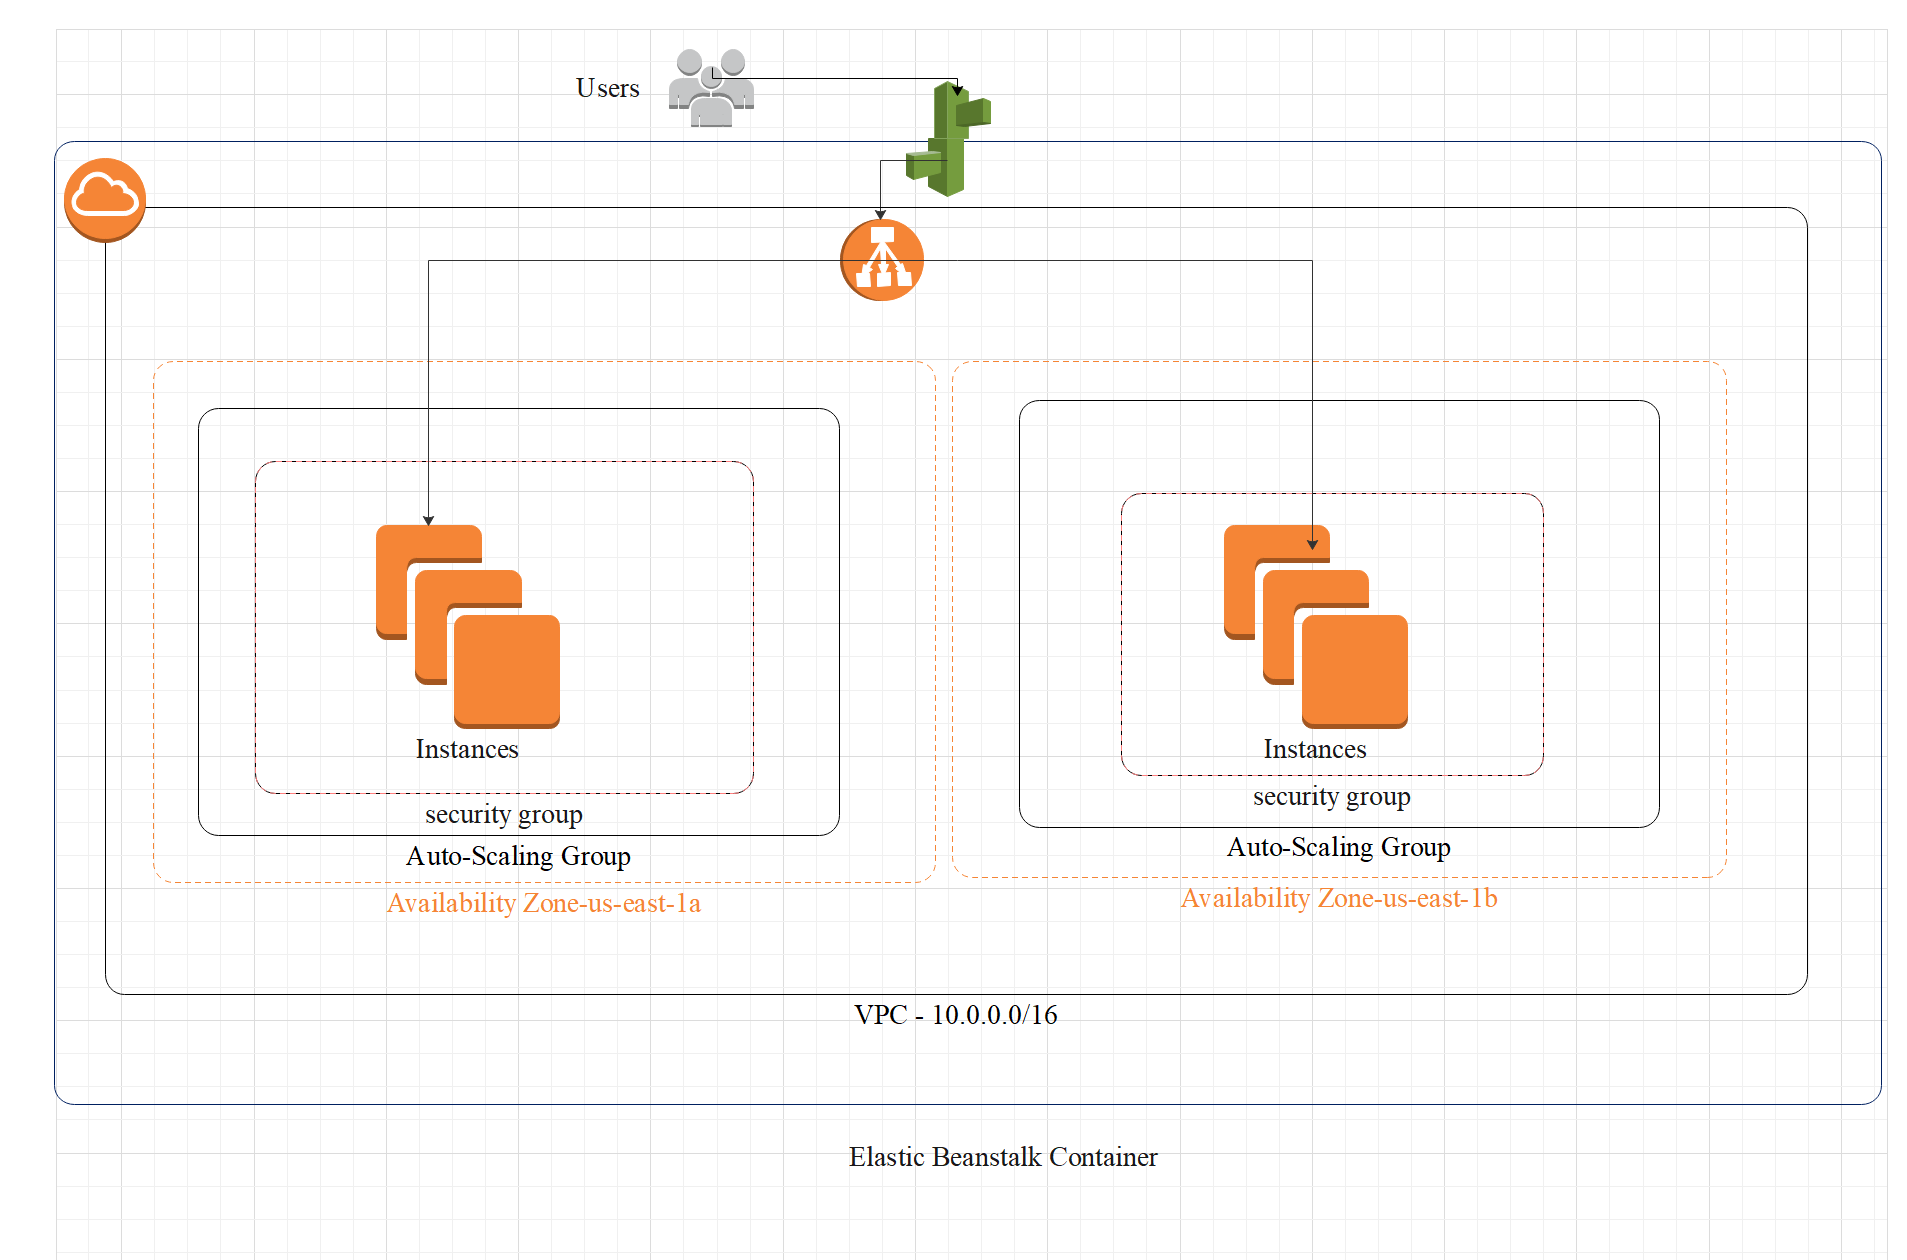 Users
Instances
security group
Auto-Scaling Group
Availability Zone-us-east-1a
Instances
security group
Auto-Scaling Group
Availability Zone-us-east-1b
VPC - 10.0.0.0/16
Elastic Beanstalk Container